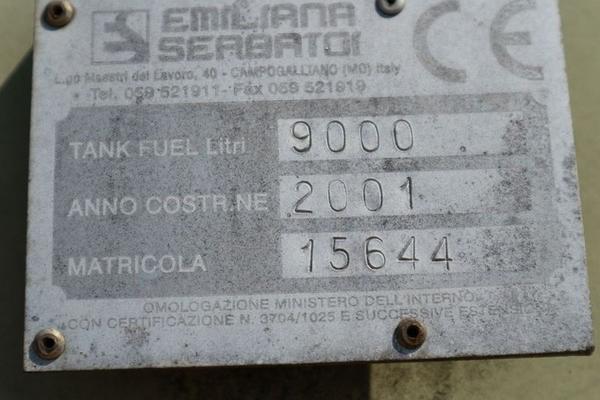 EMILIANA
SERBATOI
L.go Maestri del Lavoro, 40 - CAMPOGALLIANO (MO) Italy
Tel. 059 521911 - Fax 059 521919
CE
TANK FUEL Litri 9000
ANNO COSTR.NE 2001
MATRICOLA 15644
OMOLOGAZIONE MINISTERO DELL'INTERNO
CON CERTIFICAZIONE N. 3704/1025 E SUCCESSIVE ESTENSIONI